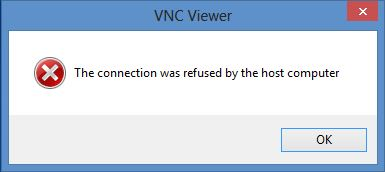 VNC Viewer
The connection was refused by the host computer
OK